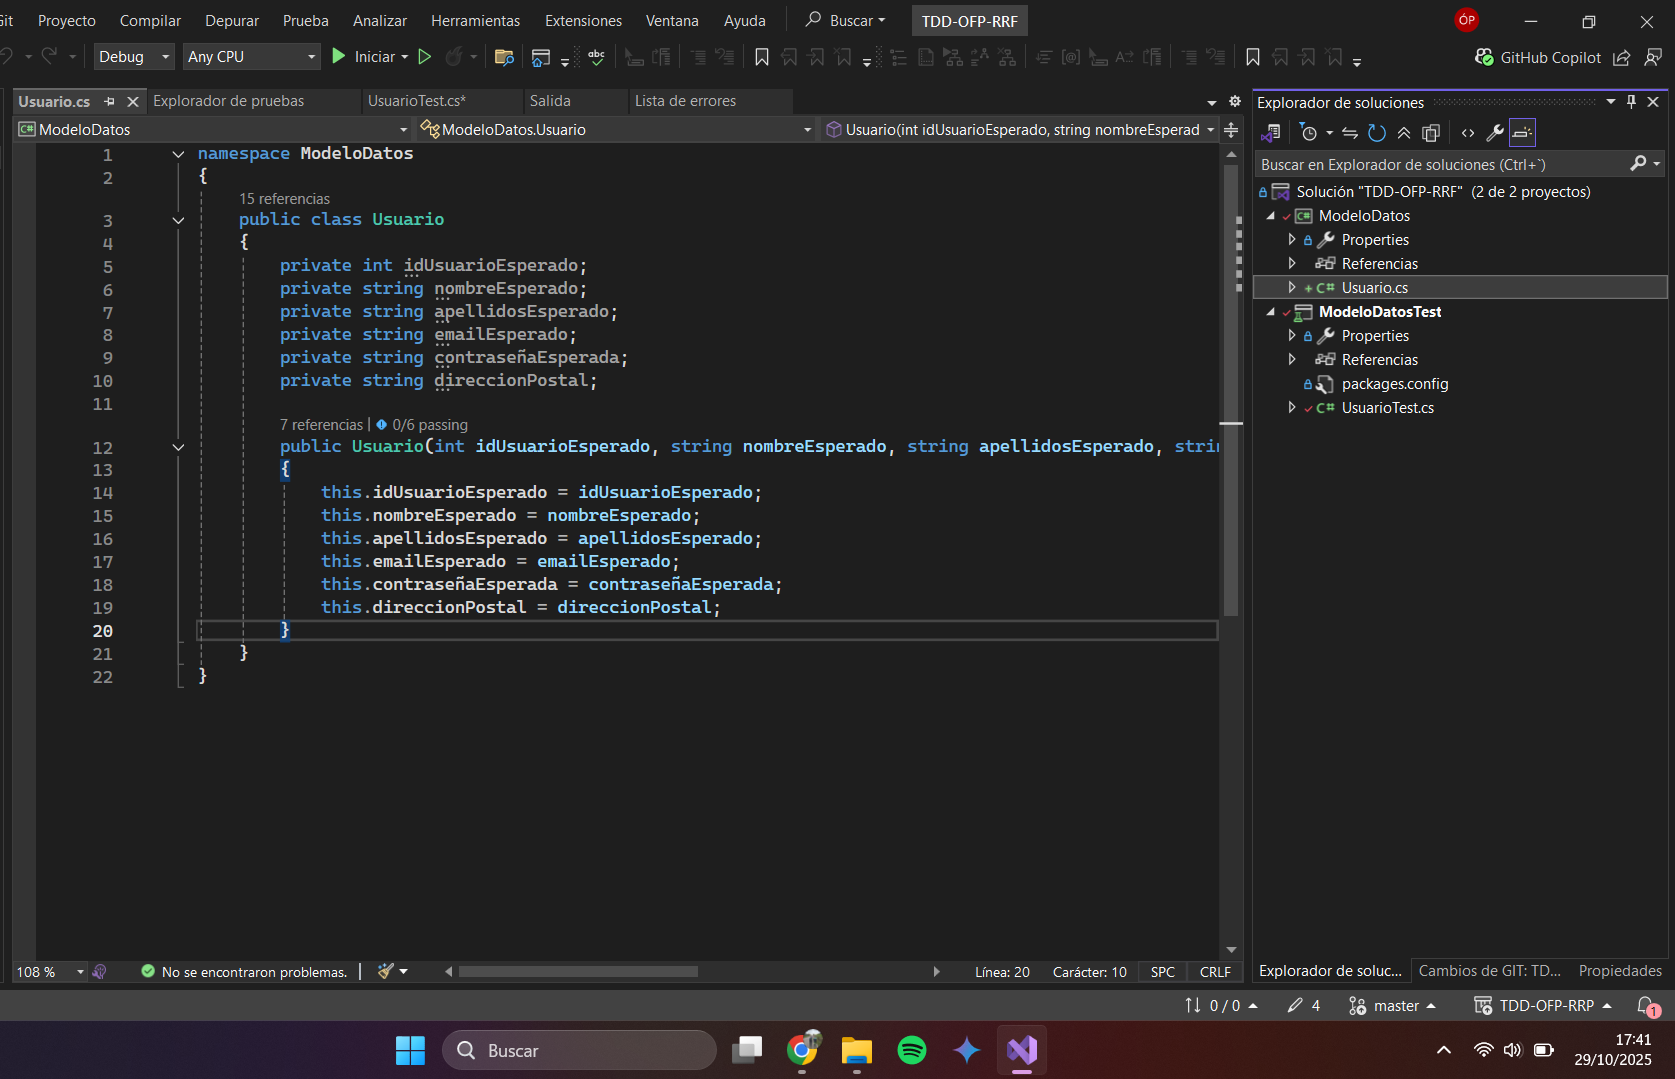 Git Proyecto Compilar Depurar Prueba Analizar Herramientas Extensiones Ventana Ayuda Buscar TDD-OFP-RRF ÓP
Debug Any CPU Iniciar abc GitHub Copilot
Usuario.cs Explorador de pruebas UsuarioTest.cs* Salida Lista de errores
ModeloDatos ModeloDatos.Usuario Usuario(int idUsuarioEsperado, string nombreEsperad
1 namespace ModeloDatos
2 {
15 referencias
3 public class Usuario
4 {
5 private int idUsuarioEsperado;
6 private string nombreEsperado;
7 private string apellidosEsperado;
8 private string emailEsperado;
9 private string contraseñaEsperada;
10 private string direccionPostal;
11
7 referencias | 0/6 passing
12 public Usuario(int idUsuarioEsperado, string nombreEsperado, string apellidosEsperado, strin
13 {
14 this.idUsuarioEsperado = idUsuarioEsperado;
15 this.nombreEsperado = nombreEsperado;
16 this.apellidosEsperado = apellidosEsperado;
17 this.emailEsperado = emailEsperado;
18 this.contraseñaEsperada = contraseñaEsperada;
19 this.direccionPostal = direccionPostal;
20 }
21 }
22 }
108 % No se encontraron problemas. Línea: 20 Carácter: 10 SPC CRLF
Explorador de soluciones
Buscar en Explorador de soluciones (Ctrl+`)
Solución "TDD-OFP-RRF" (2 de 2 proyectos)
C# ModeloDatos
Properties
Referencias
C# Usuario.cs
ModeloDatosTest
Properties
Referencias
packages.config
C# UsuarioTest.cs
Explorador de soluc... Cambios de GIT: TD... Propiedades
0 / 0 4 master TDD-OFP-RRP 1
Buscar
17:41
29/10/2025